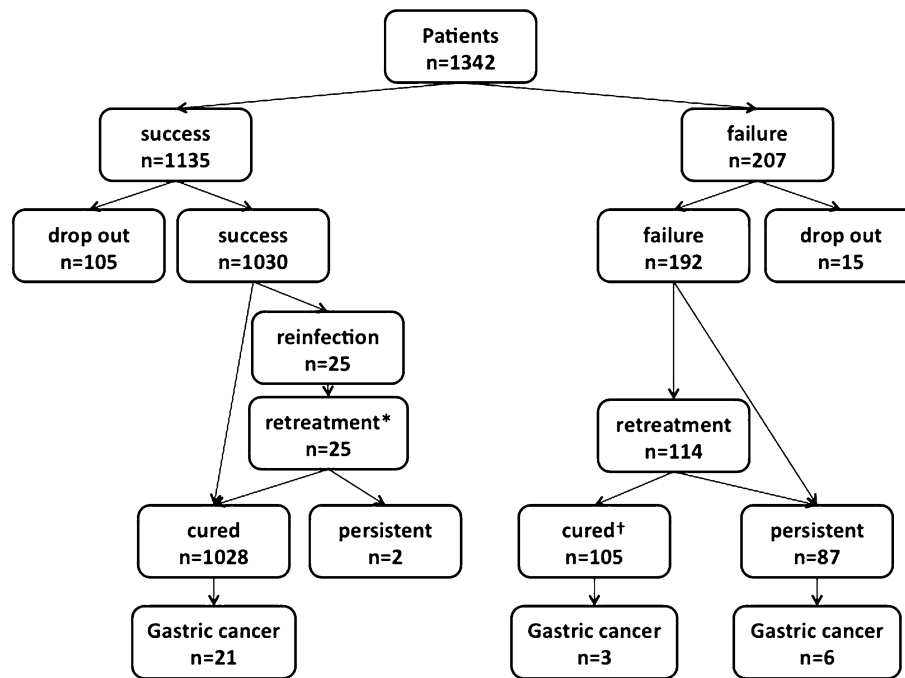 Patients
n=1342
success
n=1135
failure
n=207
drop out
n=105
success
n=1030
failure
n=192
drop out
n=15
reinfection
n=25
retreatment*
n=25
retreatment
n=114
cured
n=1028
persistent
n=2
cured†
n=105
persistent
n=87
Gastric cancer
n=21
Gastric cancer
n=3
Gastric cancer
n=6